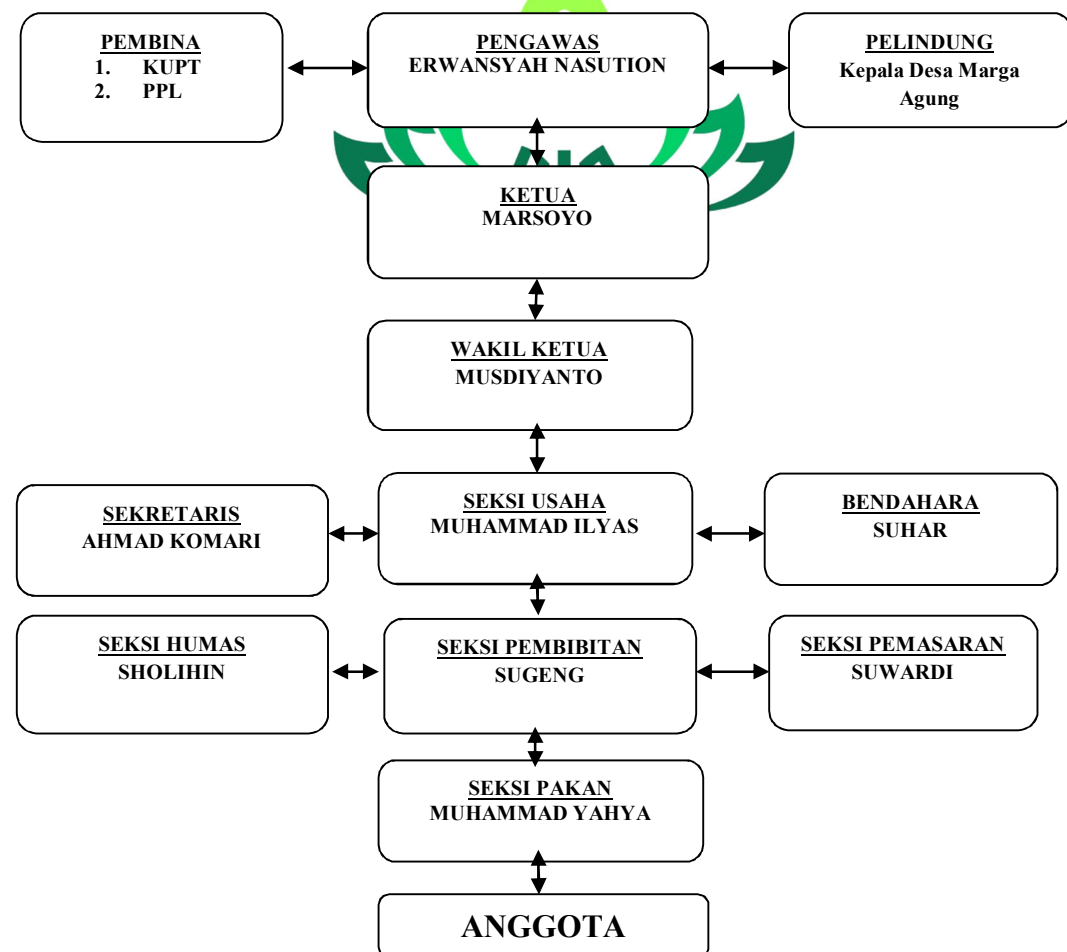 PEMBINA
1. KUPT
2. PPL
PENGAWAS
ERWANSYAH NASUTION
PELINDUNG
Kepala Desa Marga
Agung
KETUA
MARSOYO
WAKIL KETUA
MUSDIYANTO
SEKRETARIS
AHMAD KOMARI
SEKSI USAHA
MUHAMMAD ILYAS
BENDAHARA
SUHAR
SEKSI HUMAS
SHOLIHIN
SEKSI PEMBIBITAN
SUGENG
SEKSI PEMASARAN
SUWARDI
SEKSI PAKAN
MUHAMMAD YAHYA
ANGGOTA